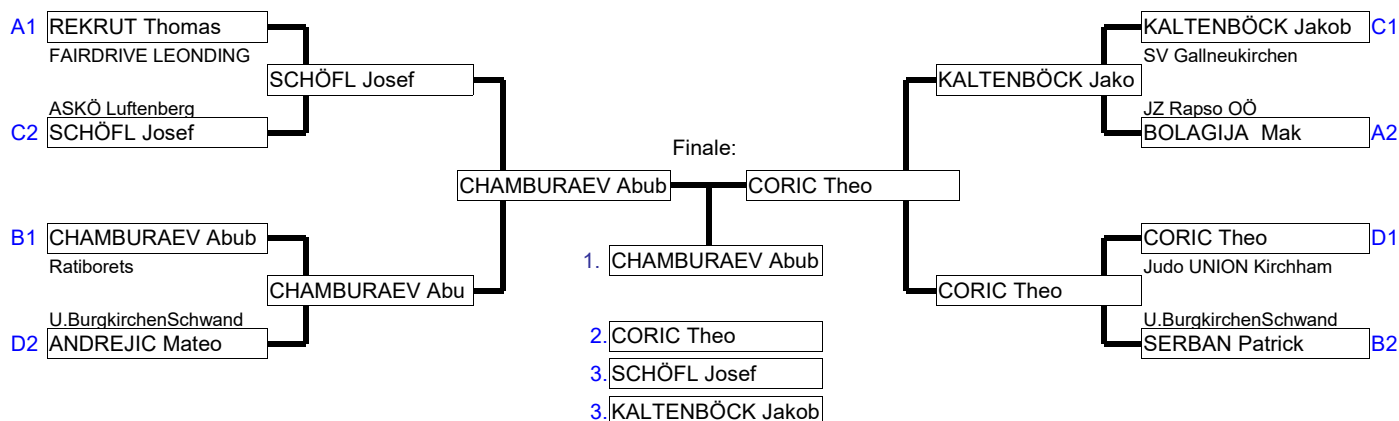 A1 REKRUT Thomas
FAIRDRIVE LEONDING
SCHÖFL Josef
ASKÖ Luftenberg
C2 SCHÖFL Josef
CHAMBURAEV Abub
B1 CHAMBURAEV Abub
Ratiborets
CHAMBURAEV Abu
U.BurgkirchenSchwand
D2 ANDREJIC Mateo
Finale:
1. CHAMBURAEV Abub
2. CORIC Theo
3. SCHÖFL Josef
3. KALTENBÖCK Jakob
KALTENBÖCK Jakob C1
SV Gallneukirchen
KALTENBÖCK Jako
JZ Rapso OÖ
BOLAGIJA Mak A2
CORIC Theo
CORIC Theo D1
Judo UNION Kirchham
CORIC Theo
U.BurgkirchenSchwand
SERBAN Patrick B2